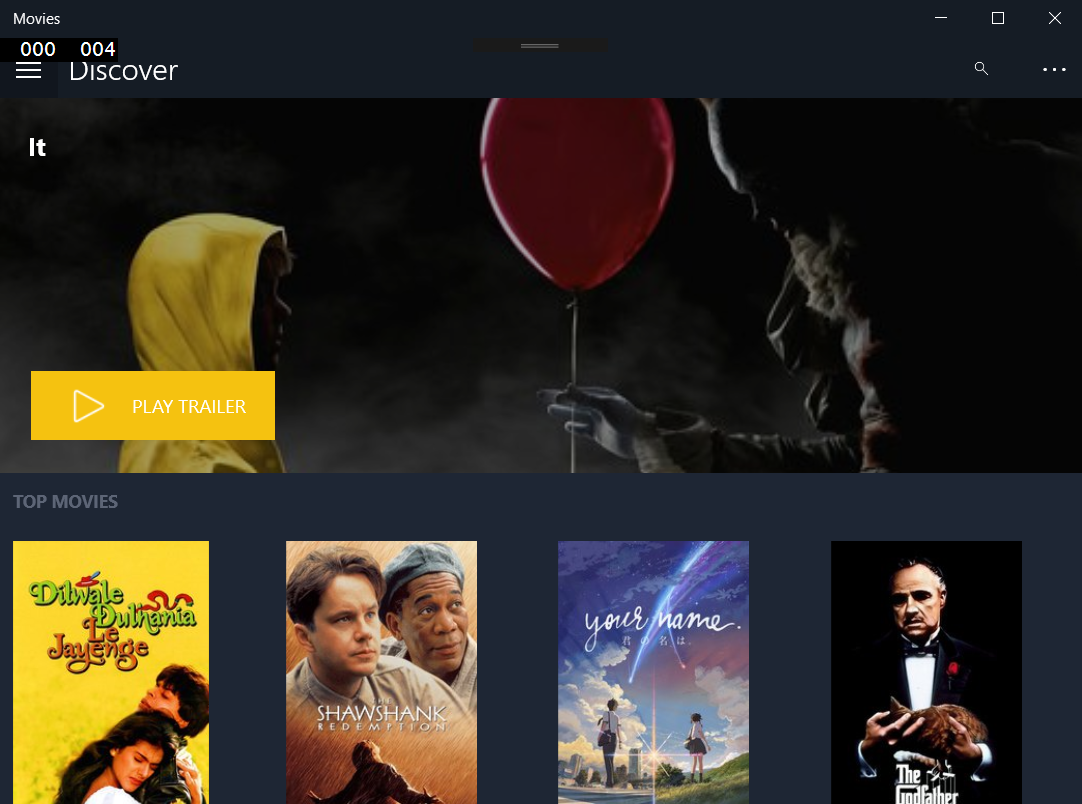 Movies
000 004
Discover
It
PLAY TRAILER
TOP MOVIES
Dilwale
Dulhania
Le
Jayenge
THE
SHAWSHANK
REDEMPTION
your name.
君の名は。
The
Godfather